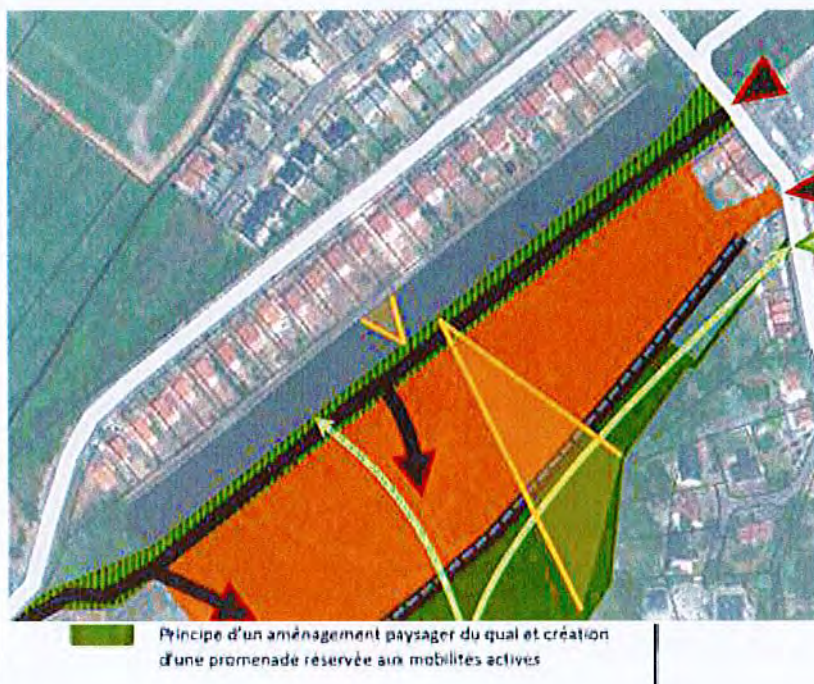 Principe d'un aménagement paysager du quai et création
d'une promenade réservée aux mobilités actives